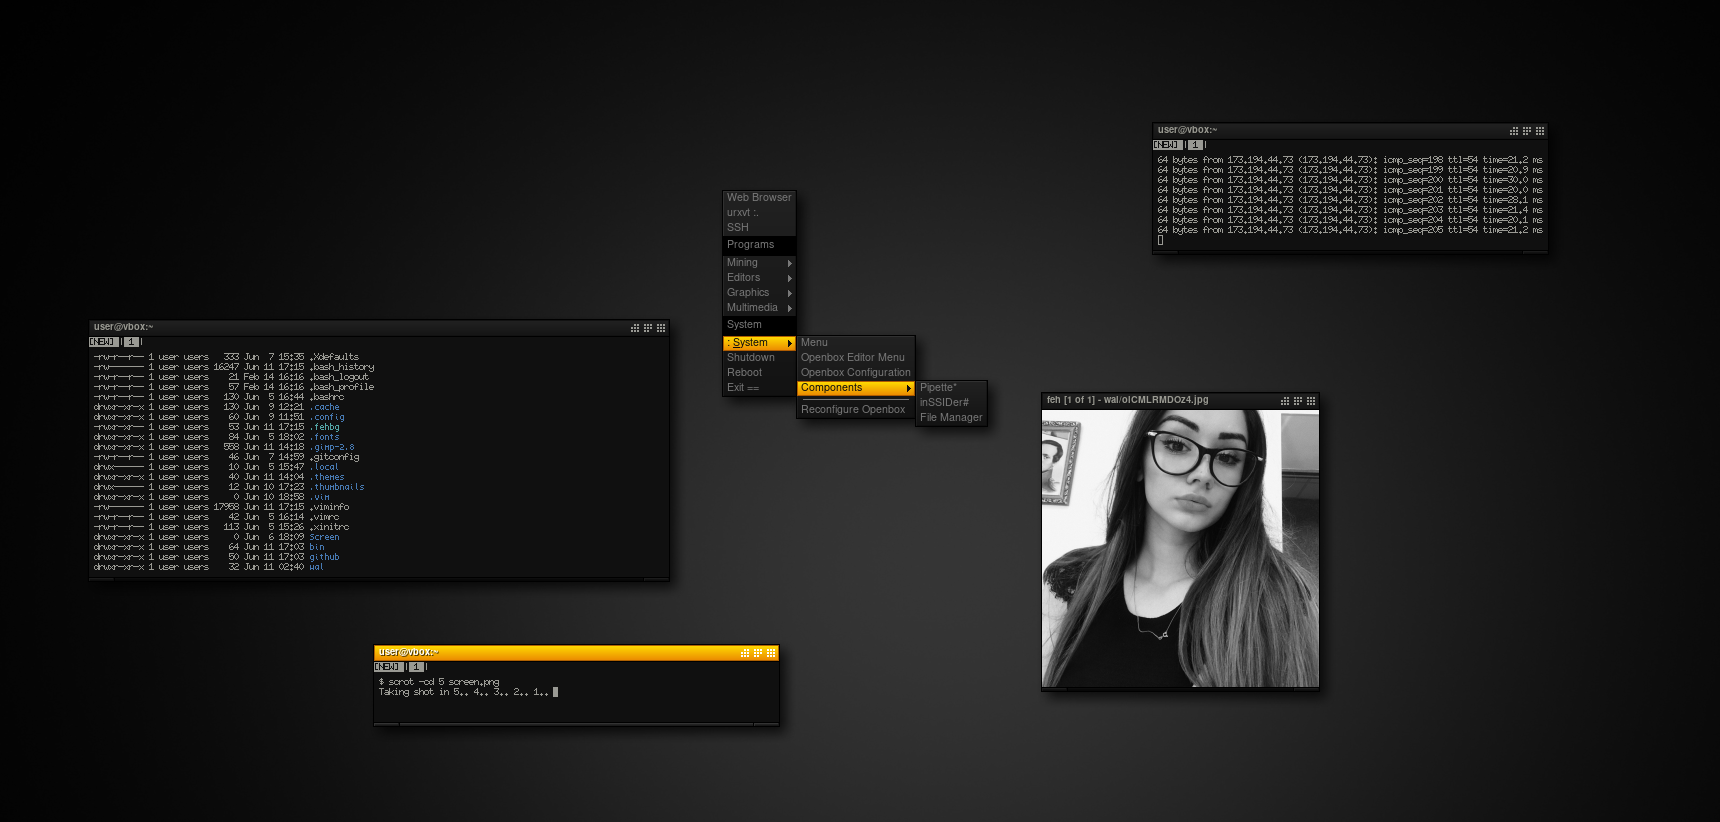 user@vbox:~
[NEW] | 1 |
64 bytes from 173.194.44.73 (173.194.44.73): icmp_seq=198 ttl=54 time=21.2 ms
64 bytes from 173.194.44.73 (173.194.44.73): icmp_seq=199 ttl=54 time=20.9 ms
64 bytes from 173.194.44.73 (173.194.44.73): icmp_seq=200 ttl=54 time=30.0 ms
64 bytes from 173.194.44.73 (173.194.44.73): icmp_seq=201 ttl=54 time=20.0 ms
64 bytes from 173.194.44.73 (173.194.44.73): icmp_seq=202 ttl=54 time=28.1 ms
64 bytes from 173.194.44.73 (173.194.44.73): icmp_seq=203 ttl=54 time=21.4 ms
64 bytes from 173.194.44.73 (173.194.44.73): icmp_seq=204 ttl=54 time=20.1 ms
64 bytes from 173.194.44.73 (173.194.44.73): icmp_seq=205 ttl=54 time=21.2 ms
Web Browser
urxvt :.
SSH
Programs
Mining
Editors
Graphics
Multimedia
System
: System
Shutdown
Reboot
Exit ==
Menu
Openbox Editor Menu
Openbox Configuration
Components
Reconfigure Openbox
Pipette*
inSSIDer#
File Manager
user@vbox:~
[NEW] | 1 |
-rw-r--r-- 1 user users 333 Jun 7 15:35 .Xdefaults
-rw------- 1 user users 16247 Jun 11 17:15 .bash_history
-rw-r--r-- 1 user users 21 Feb 14 16:16 .bash_logout
-rw-r--r-- 1 user users 57 Feb 14 16:16 .bash_profile
-rw-r--r-- 1 user users 130 Jun 5 16:44 .bashrc
drwxr-xr-x 1 user users 130 Jun 9 12:21 .cache
drwxr-xr-x 1 user users 60 Jun 9 11:51 .config
-rw-r--r-- 1 user users 53 Jun 11 17:15 .fehbg
drwxr-xr-x 1 user users 84 Jun 5 18:02 .fonts
drwxr-xr-x 1 user users 558 Jun 11 14:18 .gimp-2.8
-rw-r--r-- 1 user users 46 Jun 7 14:59 .gitconfig
drwx------ 1 user users 10 Jun 5 15:47 .local
drwxr-xr-x 1 user users 40 Jun 11 14:04 .themes
drwx------ 1 user users 12 Jun 10 17:23 .thumbnails
drwxr-xr-x 1 user users 0 Jun 10 18:58 .vim
-rw------- 1 user users 17958 Jun 11 17:15 .viminfo
-rw-r--r-- 1 user users 42 Jun 5 16:14 .vimrc
-rw-r--r-- 1 user users 113 Jun 5 15:26 .xinitrc
drwxr-xr-x 1 user users 0 Jun 6 18:09 Screen
drwxr-xr-x 1 user users 64 Jun 11 17:03 bin
drwxr-xr-x 1 user users 50 Jun 11 17:03 github
drwxr-xr-x 1 user users 32 Jun 11 02:40 wal
feh [1 of 1] - wal/oICMLRMDOz4.jpg
user@vbox:~
[NEW] | 1 |
$ scrot -cd 5 screen.png
Taking shot in 5.. 4.. 3.. 2.. 1..